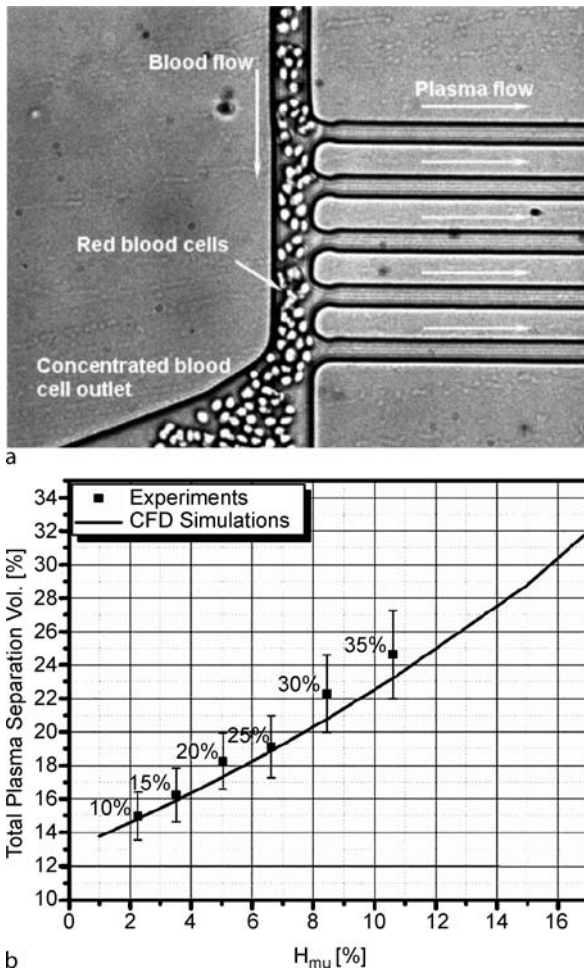 Blood flow
Plasma flow
Red blood cells
Concentrated blood
cell outlet
a
Experiments
CFD Simulations
Total Plasma Separation Vol. [%]
34
32
30
28
26
24
22
20
18
16
14
12
10
10%
15%
20%
25%
30%
35%
0 2 4 6 8 10 12 14 16
H_mu [%]
b